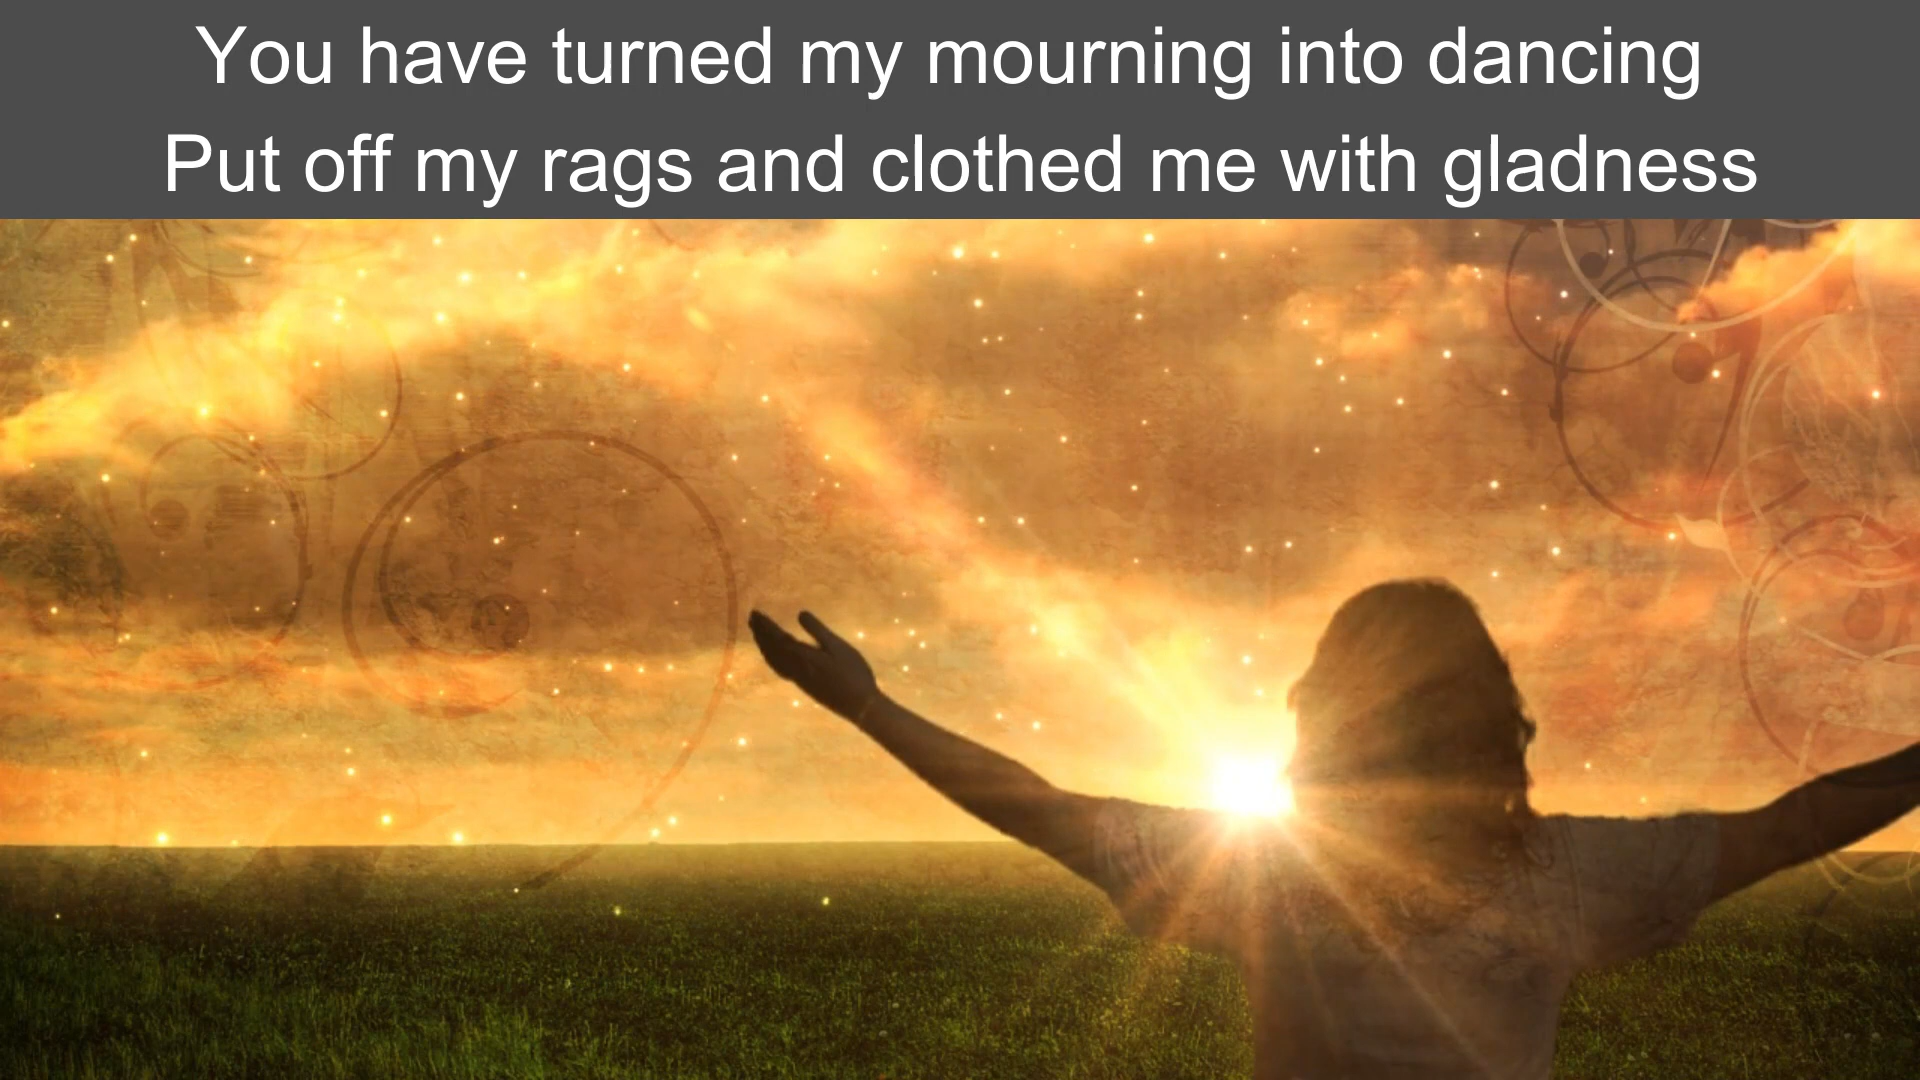 You have turned my mourning into dancing
Put off my rags and clothed me with gladness